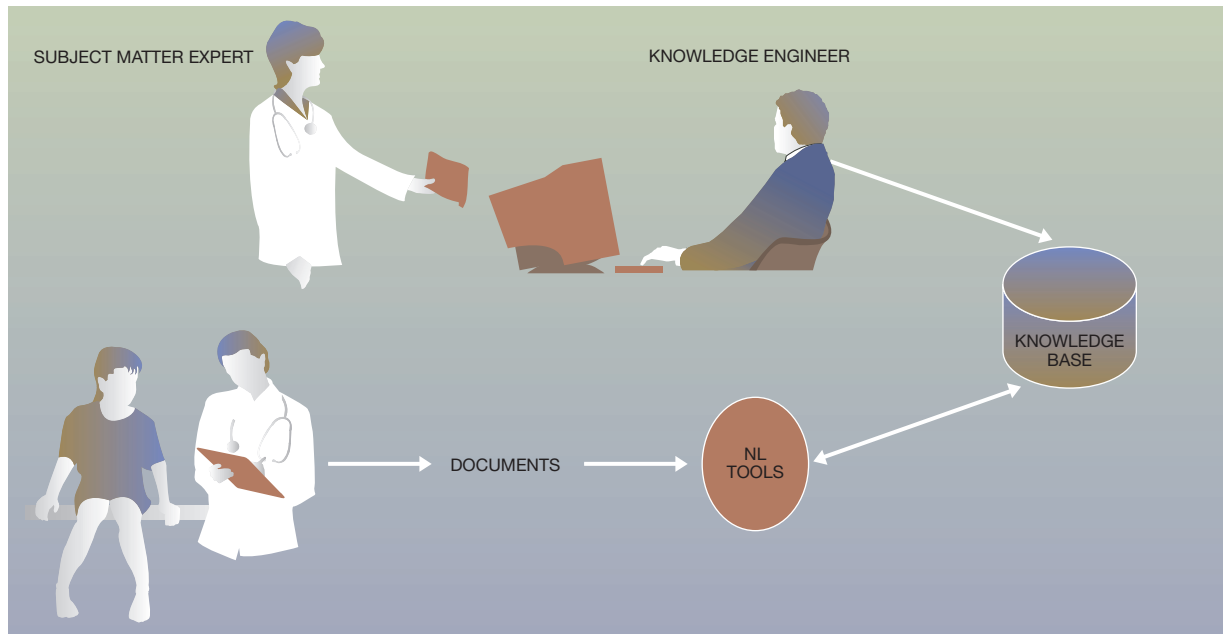 SUBJECT MATTER EXPERT
KNOWLEDGE ENGINEER
KNOWLEDGE
BASE
DOCUMENTS
NL
TOOLS